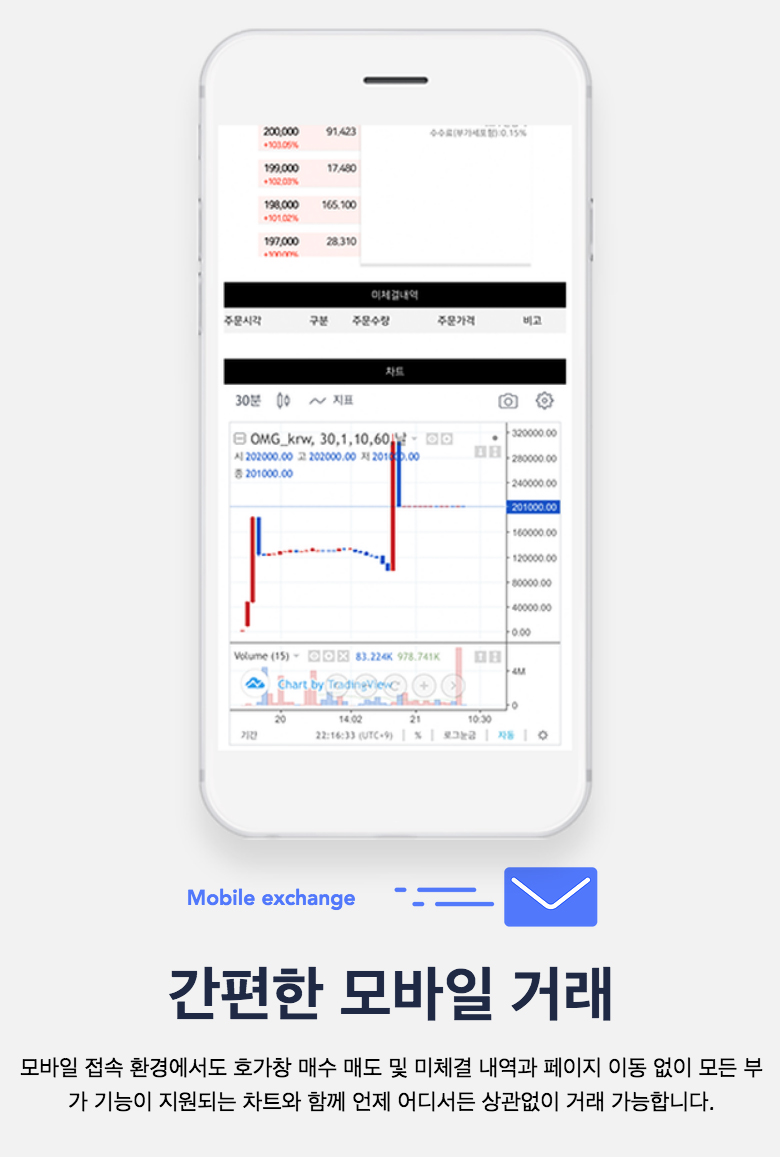 200,000 91,423
+103.05%
수수료(부가세포함):0.15%
199,000 17,480
+102.03%
198,000 165,100
+101.02%
197,000 28,310
+100.00%
미체결내역
주문시각 구분 주문수량 주문가격 비고
차트
30분 지표
OMG_krw, 30,1,10,60,날
시 202000.00 고 202000.00 저 201000.00
종 201000.00
320000.00
280000.00
240000.00
201000.00
160000.00
120000.00
80000.00
40000.00
0.00
Volume (15) 83.224K 978.741K
4M
Chart by TradingView
0
20 14:02 21 10:30
기간 22:16:33 (UTC+9) % 로그눈금 자동
Mobile exchange
간편한 모바일 거래
모바일 접속 환경에서도 호가창 매수 매도 및 미체결 내역과 페이지 이동 없이 모든 부
가 기능이 지원되는 차트와 함께 언제 어디서든 상관없이 거래 가능합니다.